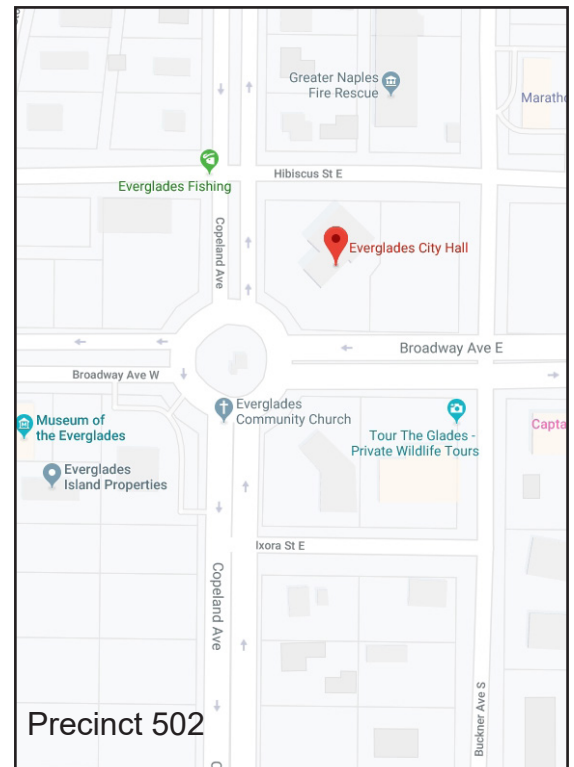 Greater Naples
Fire Rescue
Marath
Everglades Fishing
Hibiscus St E
Copeland Ave
Everglades City Hall
Broadway Ave E
Broadway Ave W
Everglades
Community Church
Museum of
the Everglades
Tour The Glades -
Private Wildlife Tours
Capta
Everglades
Island Properties
Ixora St E
Copeland Ave
Buckner Ave S
Precinct 502